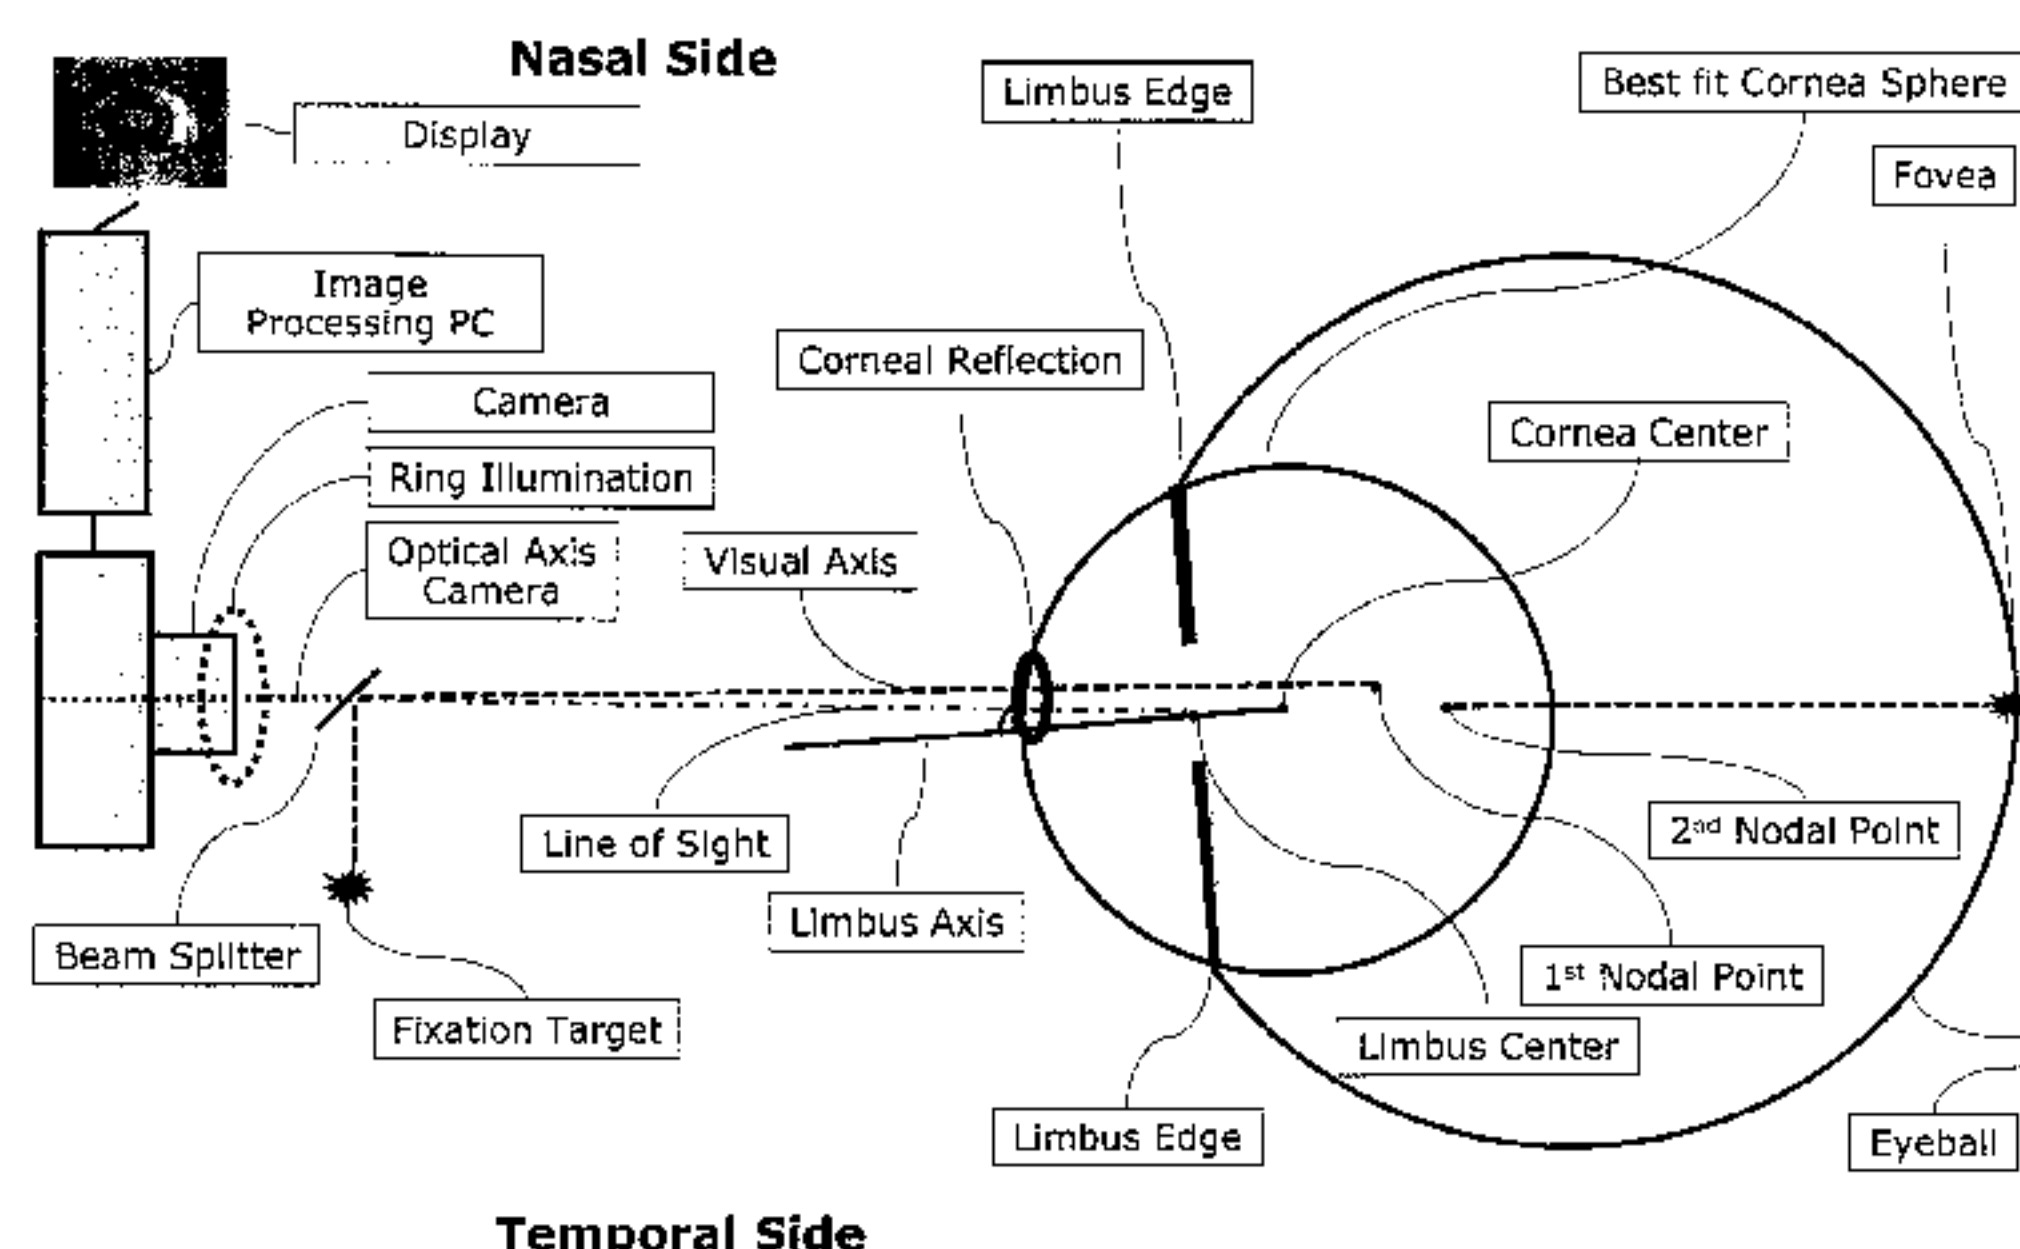 Nasal Side
Display
Limbus Edge
Best fit Cornea Sphere
Fovea
Image
Processing PC
Corneal Reflection
Camera
Cornea Center
Ring Illumination
Optical Axis
Camera
Visual Axis
Line of Sight
2nd Nodal Point
Limbus Axis
Beam Splitter
1st Nodal Point
Fixation Target
Limbus Center
Limbus Edge
Eyeball
Temporal Side